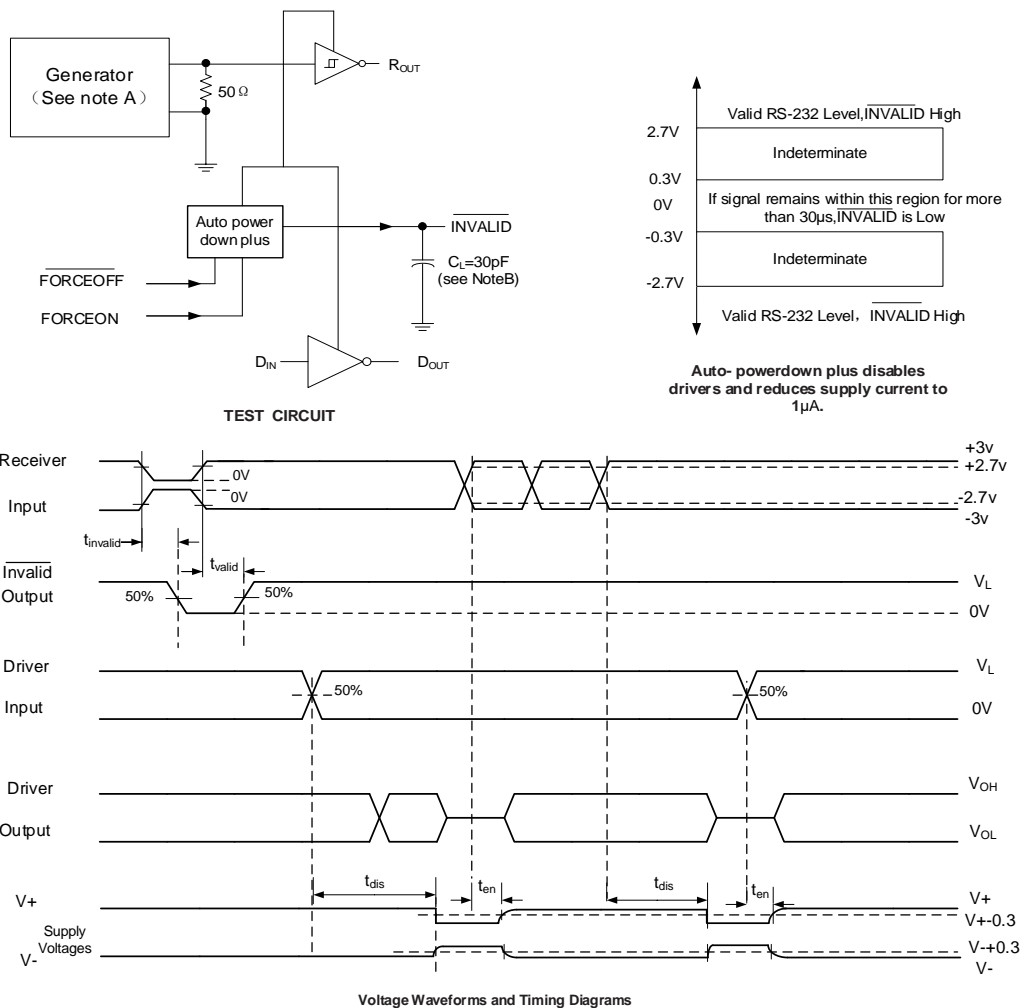 Generator
（See note A）
50 Ω
R_OUT
Auto power
down plus
INVALID
C_L=30pF
(see NoteB)
FORCEOFF
FORCEON
D_IN
D_OUT
TEST CIRCUIT
Valid RS-232 Level,INVALID High
2.7V
Indeterminate
0.3V
0V
If signal remains within this region for more
than 30µs,INVALID is Low
-0.3V
Indeterminate
-2.7V
Valid RS-232 Level， INVALID High
Auto- powerdown plus disables
drivers and reduces supply current to
1µA.
Receiver
Input
0V
0V
+3v
+2.7v
-2.7v
-3v
t_invalid
t_valid
Invalid
Output
50%
50%
V_L
0V
Driver
Input
50%
50%
V_L
0V
Driver
Output
V_OH
V_OL
t_dis
t_en
t_dis
t_en
V+
Supply
Voltages
V-
V+
V+-0.3
V-+0.3
V-
Voltage Waveforms and Timing Diagrams